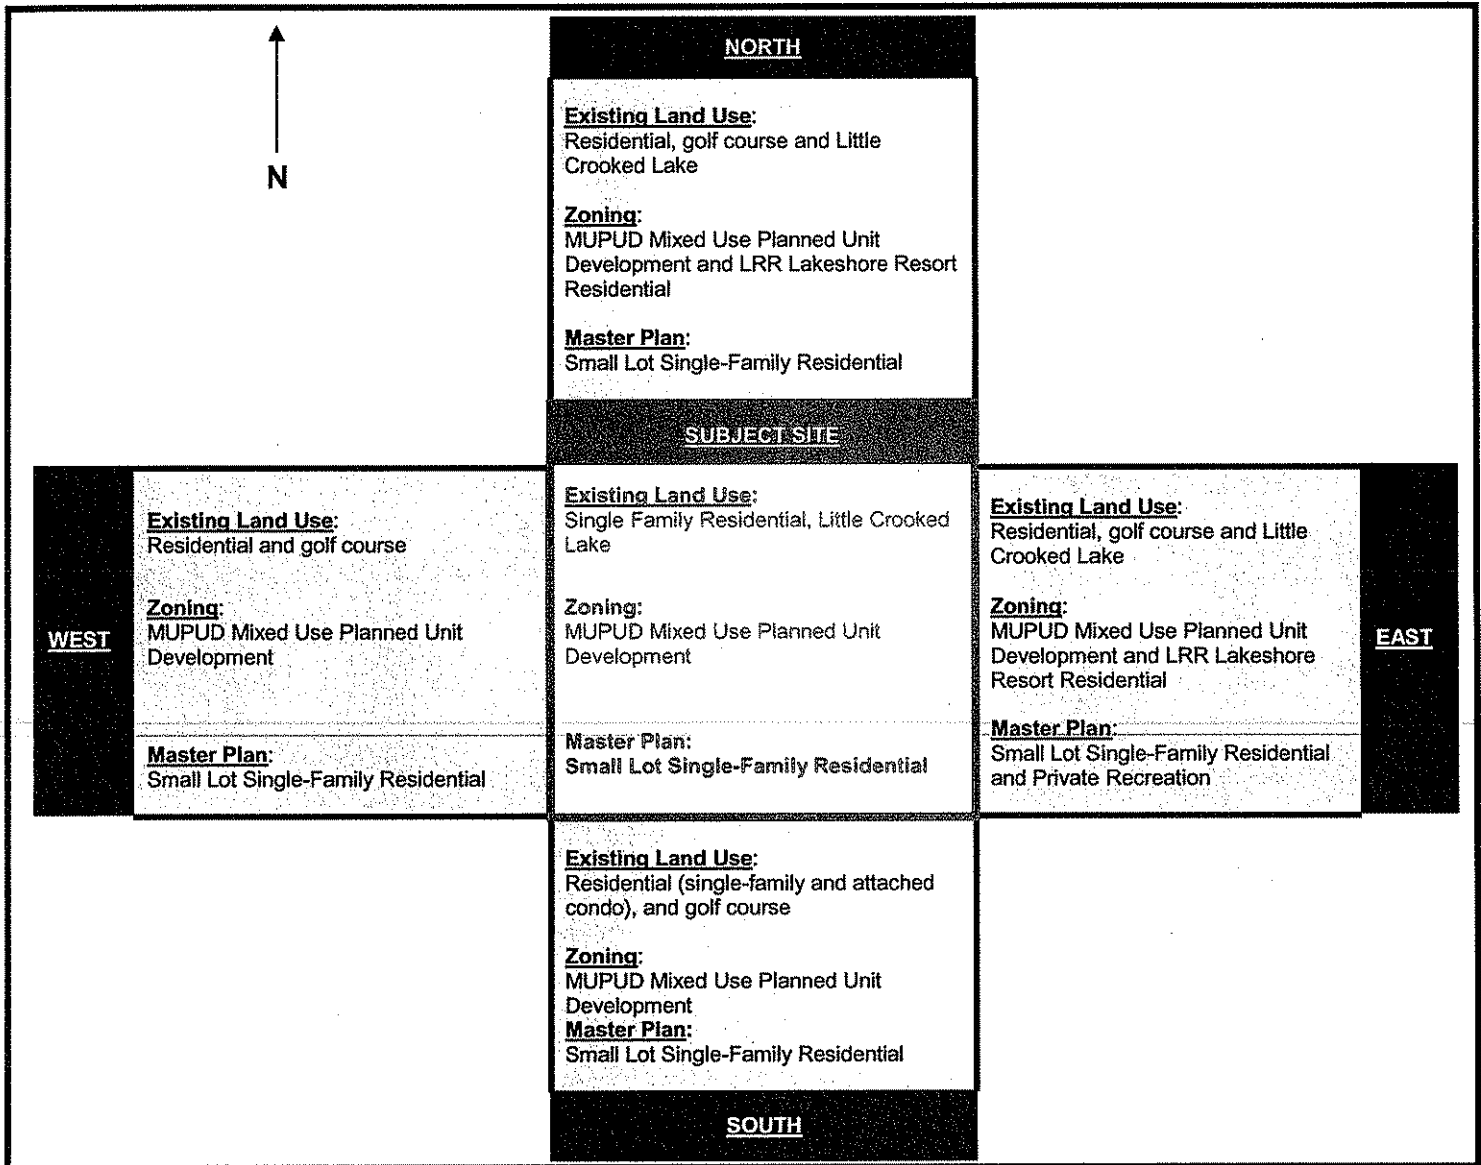 NORTH
N
Existing Land Use:
Residential, golf course and Little
Crooked Lake
Zoning:
MUPUD Mixed Use Planned Unit
Development and LRR Lakeshore Resort
Residential
Master Plan:
Small Lot Single-Family Residential
SUBJECT SITE
WEST
Existing Land Use:
Residential and golf course
Zoning:
MUPUD Mixed Use Planned Unit
Development
Master Plan:
Small Lot Single-Family Residential
Existing Land Use:
Single Family Residential, Little Crooked
Lake
Zoning:
MUPUD Mixed Use Planned Unit
Development
Master Plan:
Small Lot Single-Family Residential
Existing Land Use:
Residential, golf course and Little
Crooked Lake
Zoning:
MUPUD Mixed Use Planned Unit
Development and LRR Lakeshore
Resort Residential
Master Plan:
Small Lot Single-Family Residential
and Private Recreation
EAST
Existing Land Use:
Residential (single-family and attached
condo), and golf course
Zoning:
MUPUD Mixed Use Planned Unit
Development
Master Plan:
Small Lot Single-Family Residential
SOUTH